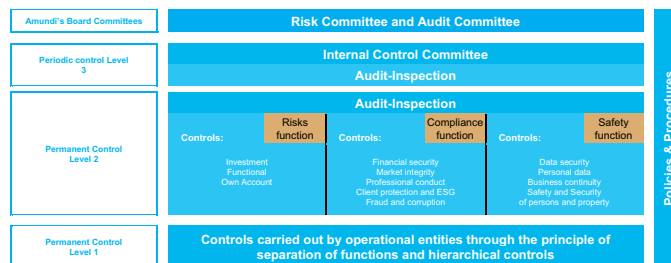 Amundi's Board Committees
Risk Committee and Audit Committee
Periodic control Level
3
Internal Control Committee
Audit-Inspection
Permanent Control
Level 2
Audit-Inspection
Controls:
Risks
function
Investment
Functional
Own Account
Controls:
Compliance
function
Financial security
Market integrity
Professional conduct
Client protection and ESG
Fraud and corruption
Controls:
Safety
function
Data security
Personal data
Business continuity
Safety and Security
of persons and property
Permanent Control
Level 1
Controls carried out by operational entities through the principle of
separation of functions and hierarchical controls
Policies & Procedures